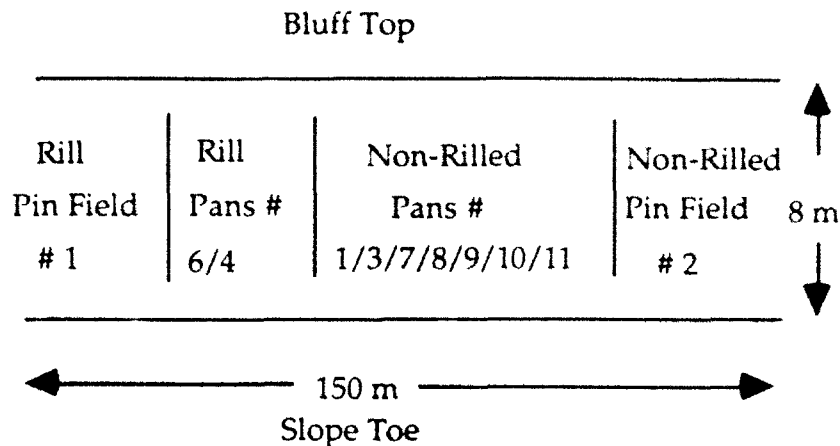 Bluff Top
Rill Pin Field # 1
Rill Pans # 6/4
Non-Rilled Pans # 1/3/7/8/9/10/11
Non-Rilled Pin Field # 2
8 m
150 m
Slope Toe